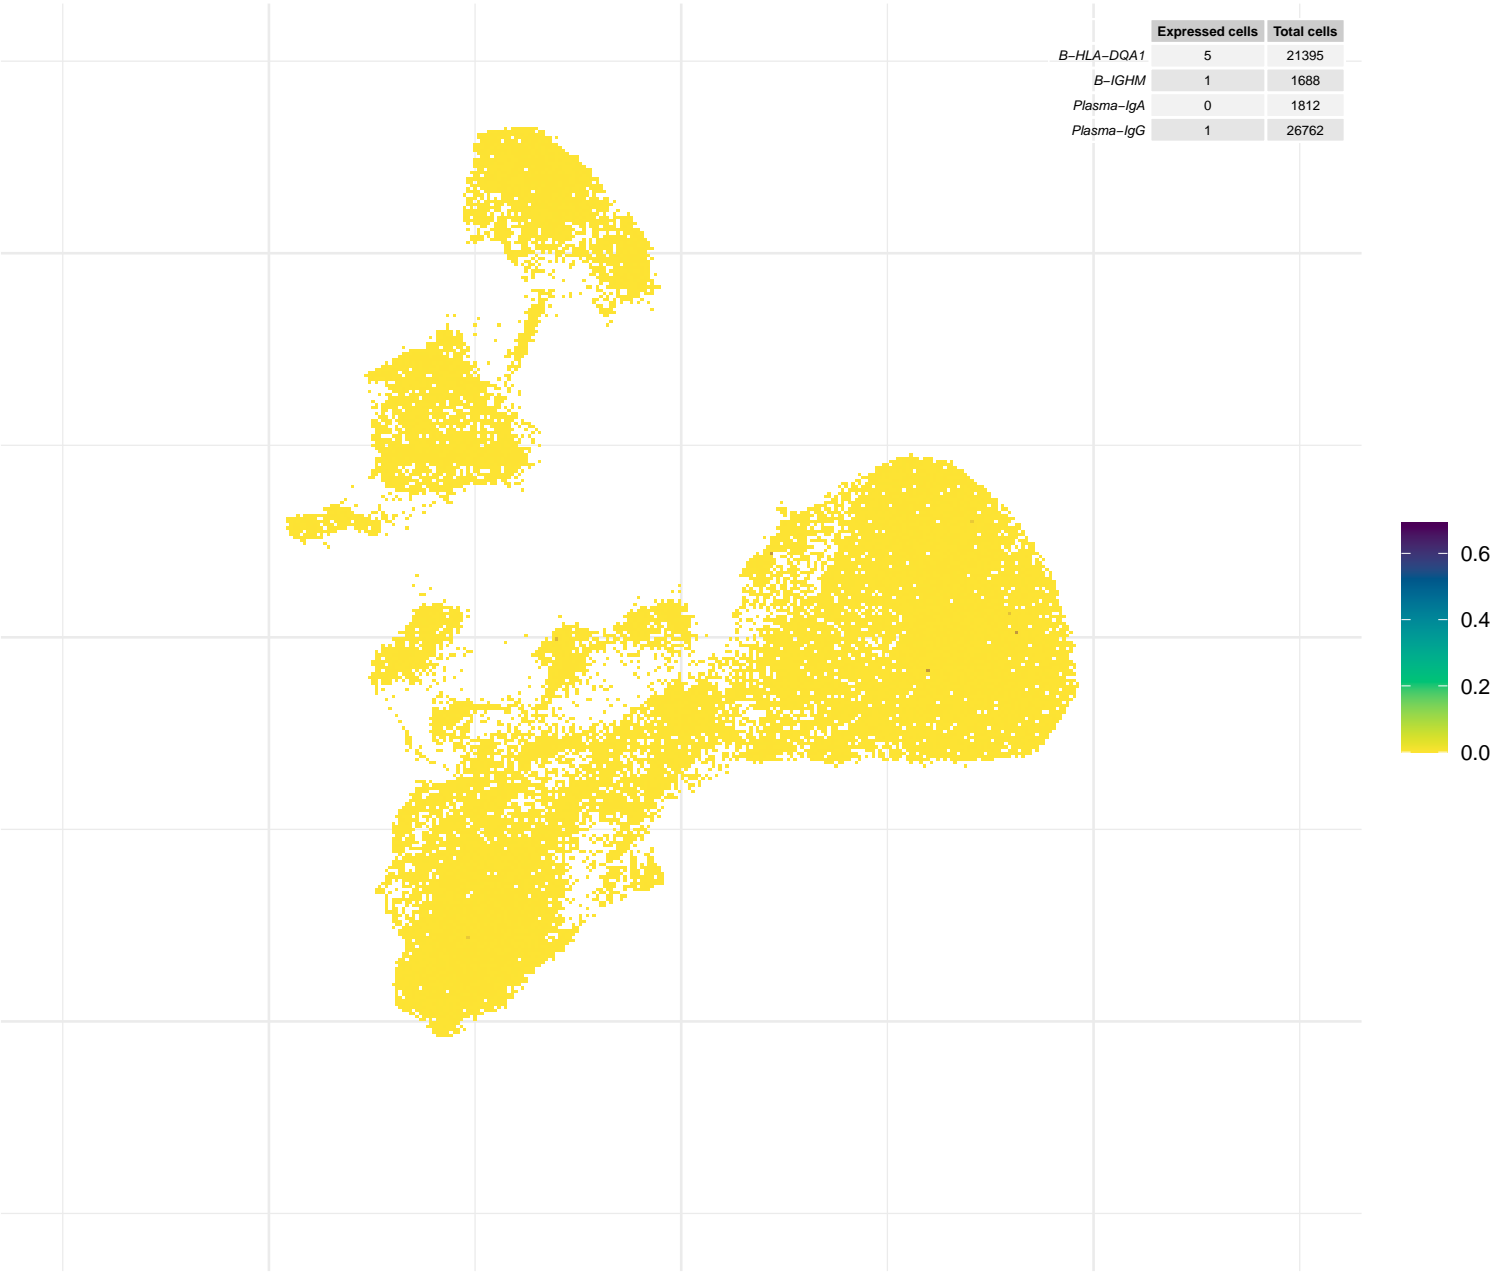 Expressed cells Total cells
B−HLA−DQA1 5 21395
B−IGHM 1 1688
Plasma−IgA 0 1812
Plasma−IgG 1 26762
0.6
0.4
0.2
0.0